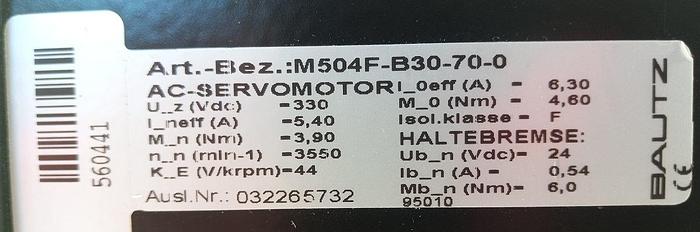 Art.-Bez.:M504F-B30-70-0
AC-SERVOMOTOR
U_z (Vdc) =330
I_neff (A) =5,40
M_n (Nm) =3,90
n_n (min-1)=3550
K_E (V/krpm)=44
Ausl.Nr.: 032265732
I_0eff (A) = 6,30
M_0 (Nm) = 4,60
Isol.klasse = F
HALTEBREMSE:
Ub_n (Vdc)= 24
Ib_n (A) = 0,54
Mb_n (Nm)= 6,0
95010
BAUTZ
CE
560441